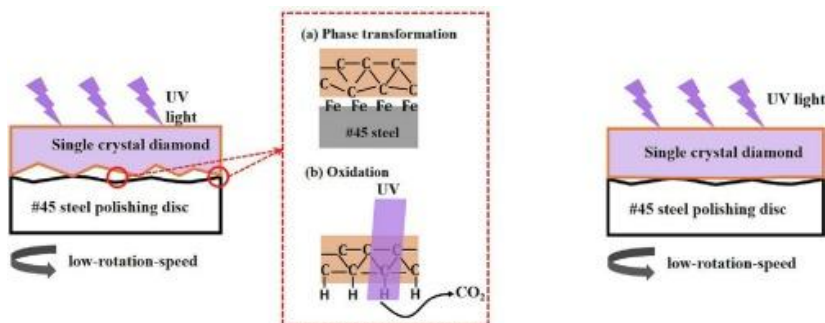 UV
light
Single crystal diamond
#45 steel polishing disc
low-rotation-speed
(a) Phase transformation
C C C C
C C C C
Fe Fe Fe Fe
#45 steel
(b) Oxidation
UV
C C C
C C C C
H H H H
CO2
UV light
Single crystal diamond
#45 steel polishing disc
low-rotation-speed